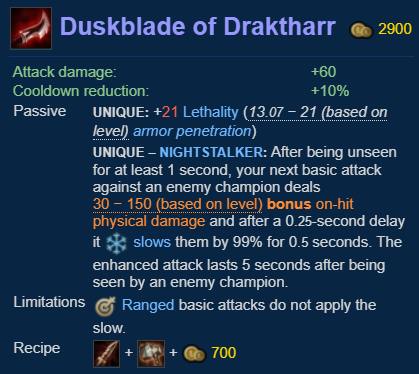 Duskblade of Draktharr 2900
Attack damage: +60
Cooldown reduction: +10%
Passive UNIQUE: +21 Lethality (13.07 − 21 (based on
level) armor penetration)
UNIQUE – NIGHTSTALKER: After being unseen
for at least 1 second, your next basic attack
against an enemy champion deals
30 − 150 (based on level) bonus on-hit
physical damage and after a 0.25-second delay
it slows them by 99% for 0.5 seconds. The
enhanced attack lasts 5 seconds after being
seen by an enemy champion.
Limitations Ranged basic attacks do not apply the
slow.
Recipe + + 700